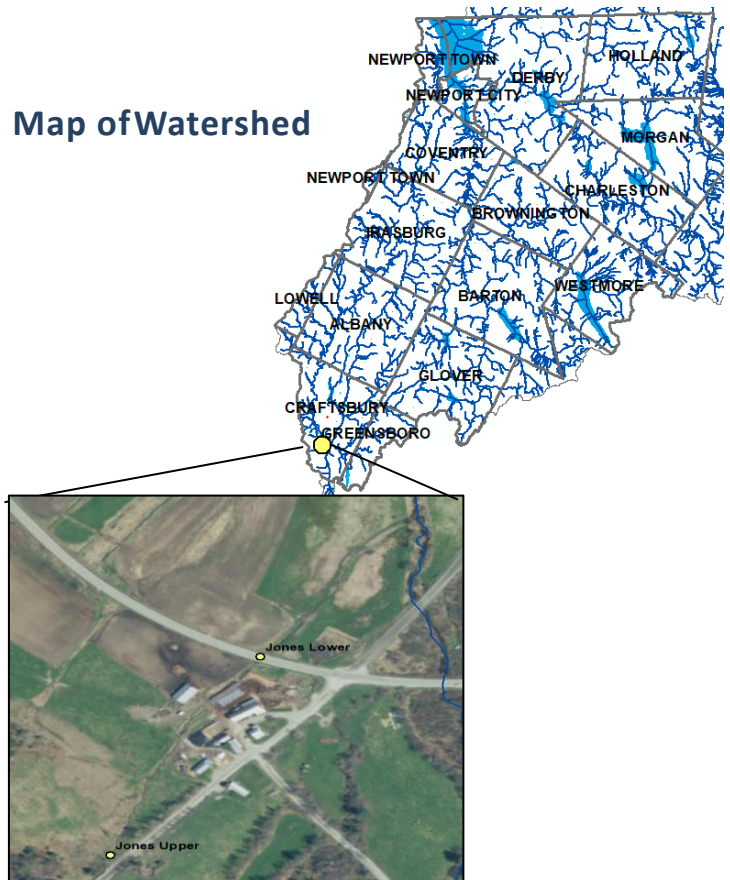 NEWPORT TOWN
HOLLAND
DERBY
NEWPORT CITY
Map of Watershed
MORGAN
COVENTRY
NEWPORT TOWN
CHARLESTON
BROWNINGTON
IRASBURG
WESTMORE
LOWELL
BARTON
ALBANY
GLOVER
CRAFTSBURY
GREENSBORO
Jones Lower
Jones Upper